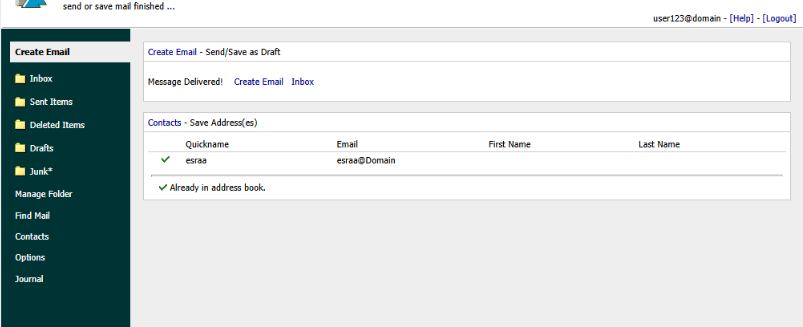 send or save mail finished ...
user123@domain - [Help] - [Logout]
Create Email
Inbox
Sent Items
Deleted Items
Drafts
Junk*
Manage Folder
Find Mail
Contacts
Options
Journal
Create Email - Send/Save as Draft
Message Delivered! Create Email Inbox
Contacts - Save Address(es)
Quickname Email First Name Last Name
esraa esraa@Domain
Already in address book.